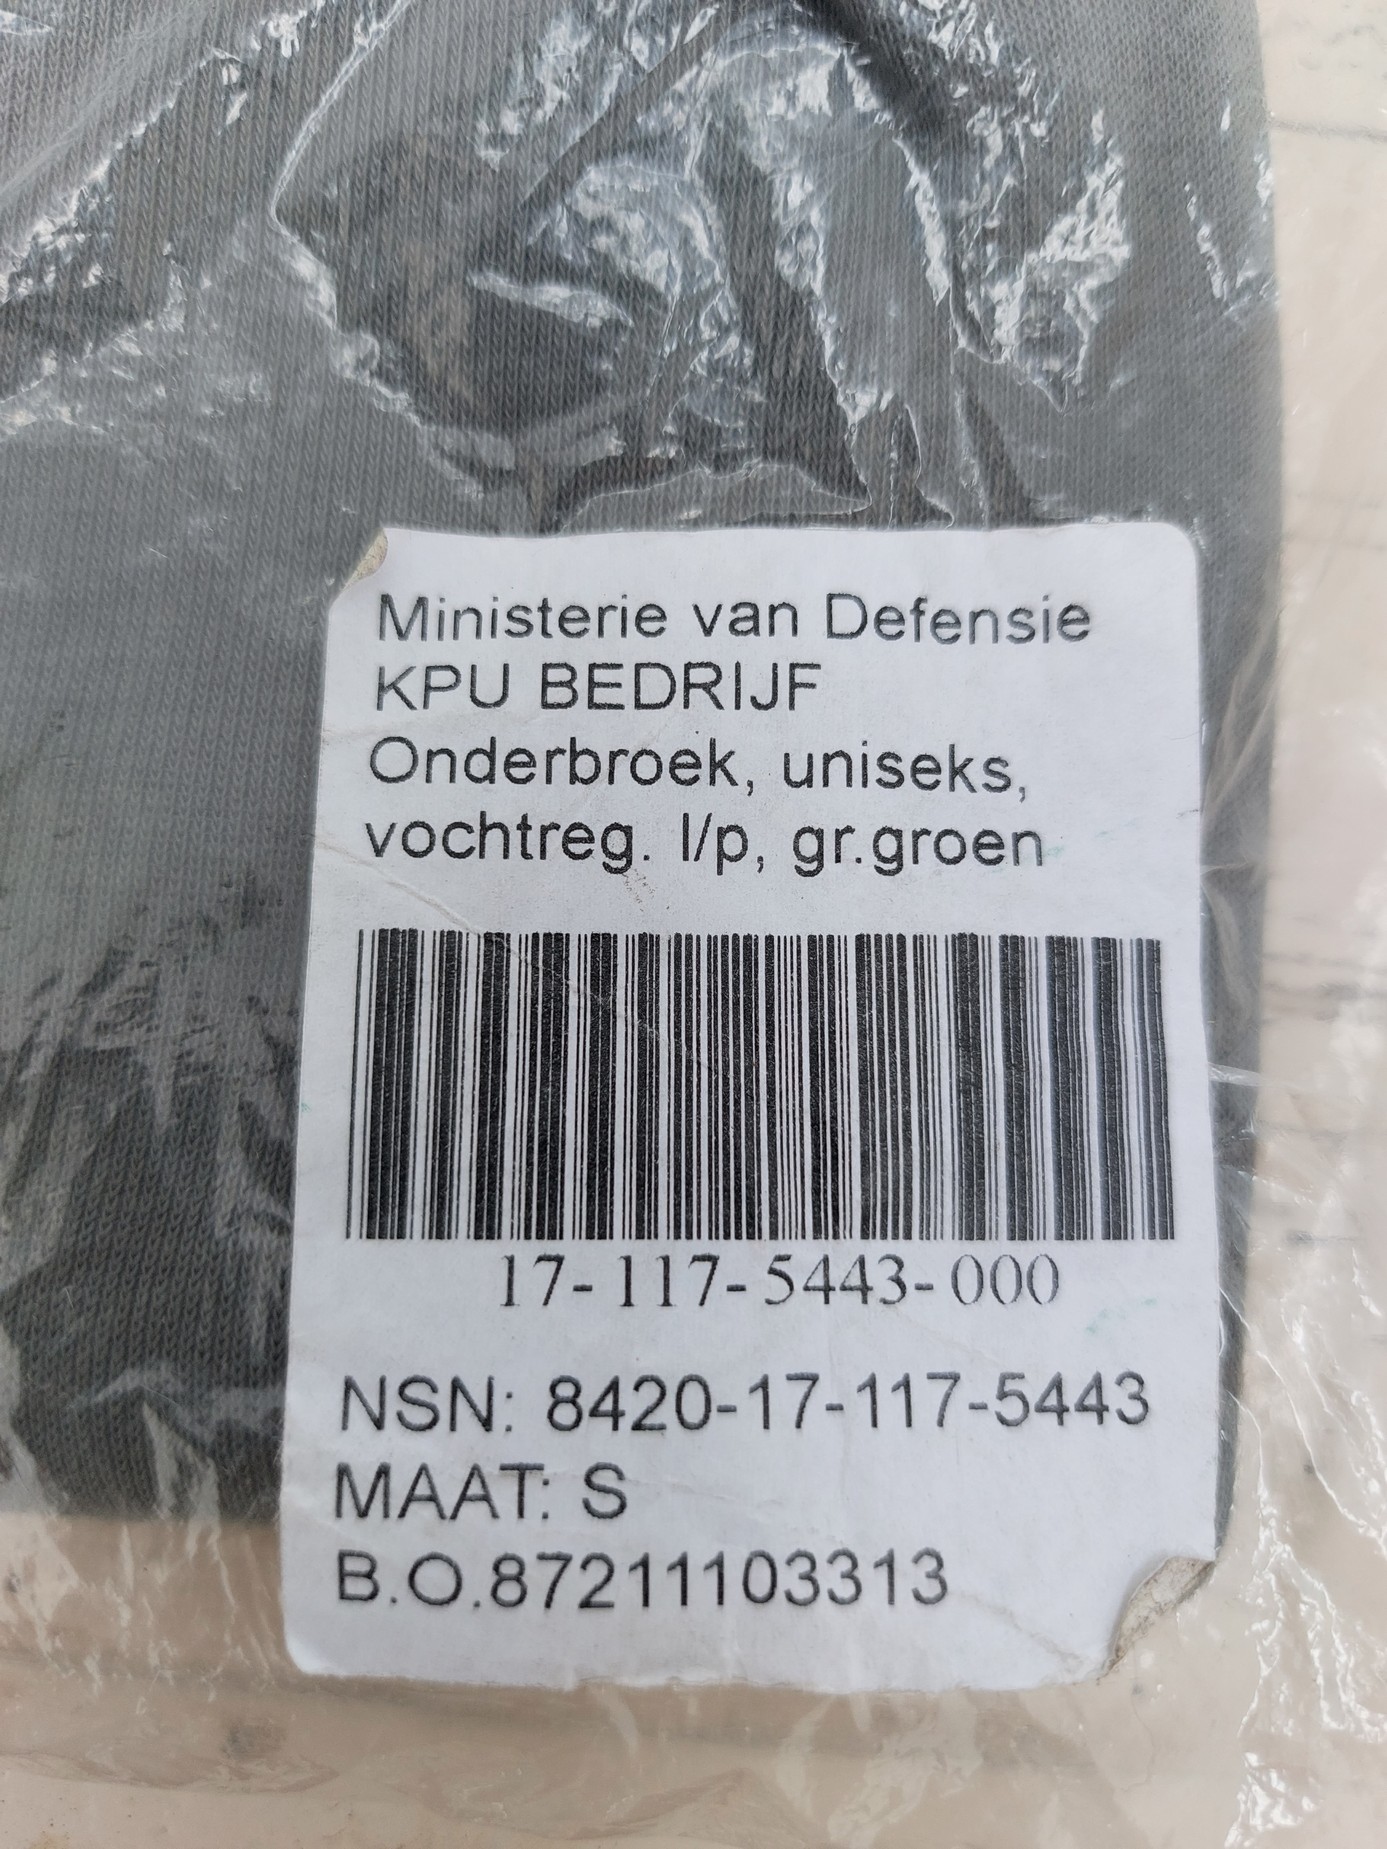 Ministerie van Defensie
KPU BEDRIJF
Onderbroek, uniseks,
vochtreg. l/p, gr.groen
17-117-5443-000
NSN: 8420-17-117-5443
MAAT: S
B.O.87211103313